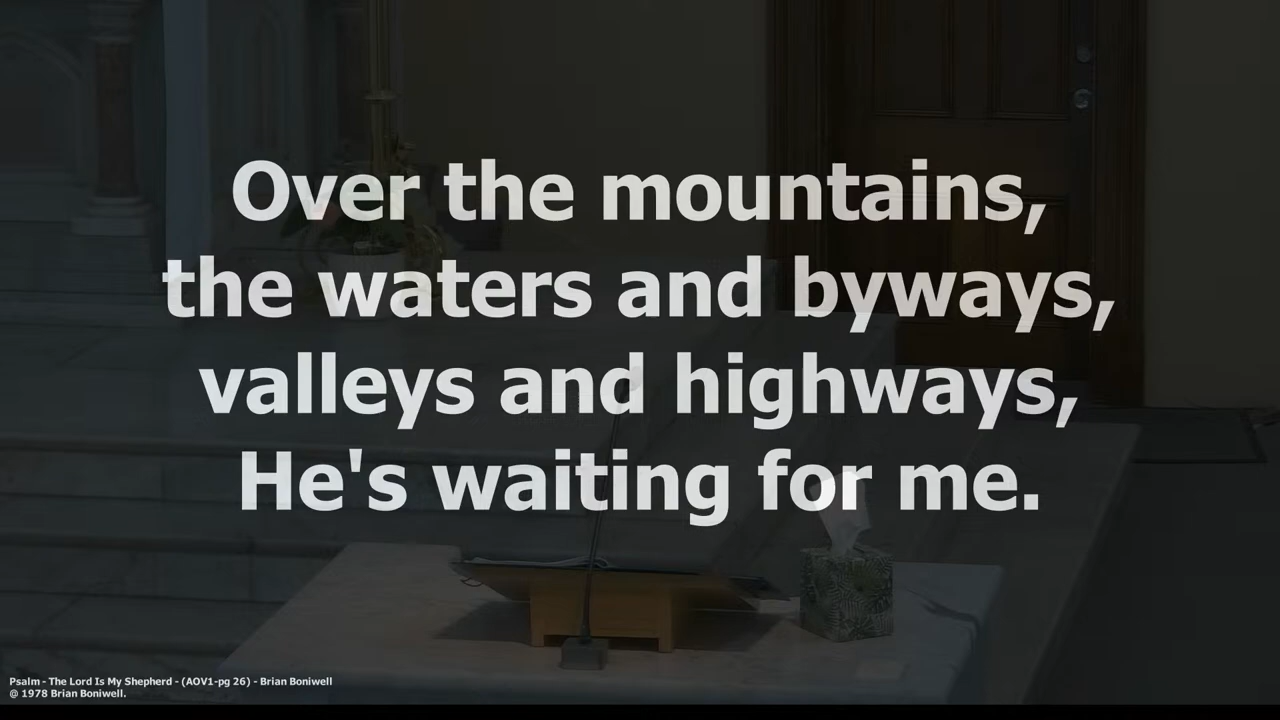 Over the mountains,
the waters and byways,
valleys and highways,
He's waiting for me.
Psalm - The Lord Is My Shepherd - (AOV1-pg 26) - Brian Boniwell
@ 1978 Brian Boniwell.